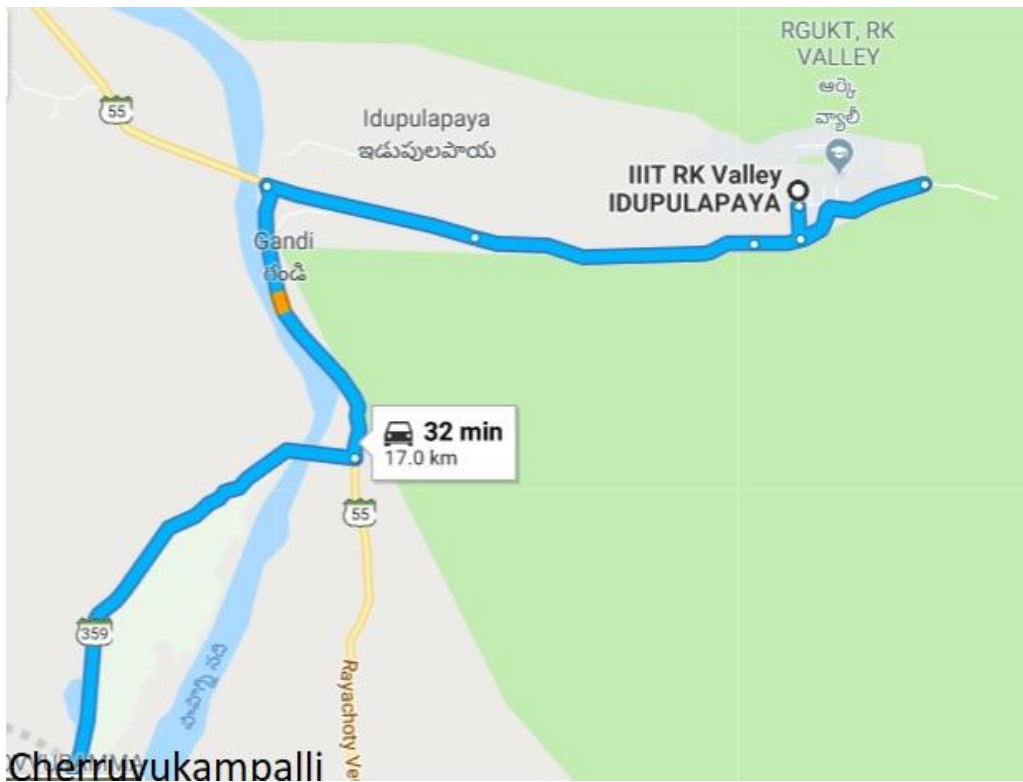 RGUKT, RK
VALLEY
ఆర్కె
వ్యాలీ
55
Idupulapaya
ఇడుపులపాయ
IIIT RK Valley
IDUPULAPAYA
Gandi
గండి
32 min
17.0 km
55
359
పాపాగ్ని నది
Rayachoty
Cherruvukampalli